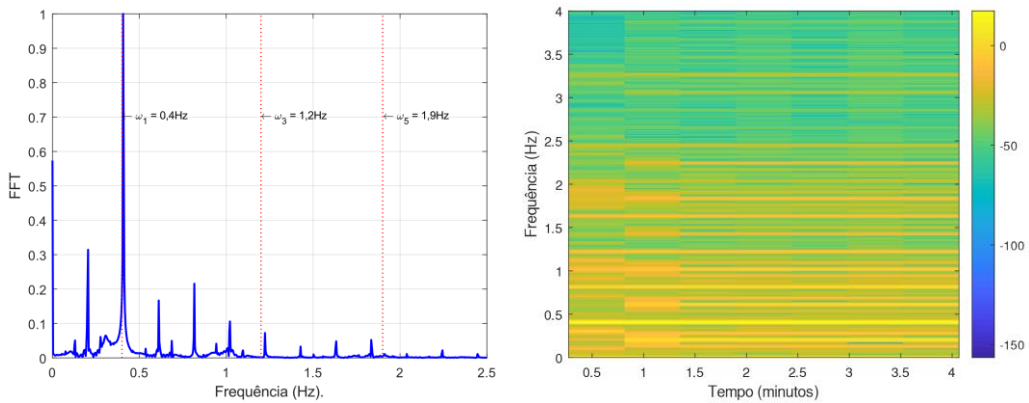 1
0.9
0.8
0.7
0.6
0.5
0.4
0.3
0.2
0.1
0
FFT
← ω1 = 0,4Hz
← ω3 = 1,2Hz
← ω5 = 1,9Hz
0 0.5 1 1.5 2 2.5
Frequência (Hz).
4
3.5
3
2.5
2
1.5
1
0.5
0
Frequência (Hz)
0.5 1 1.5 2 2.5 3 3.5 4
Tempo (minutos)
0
-50
-100
-150